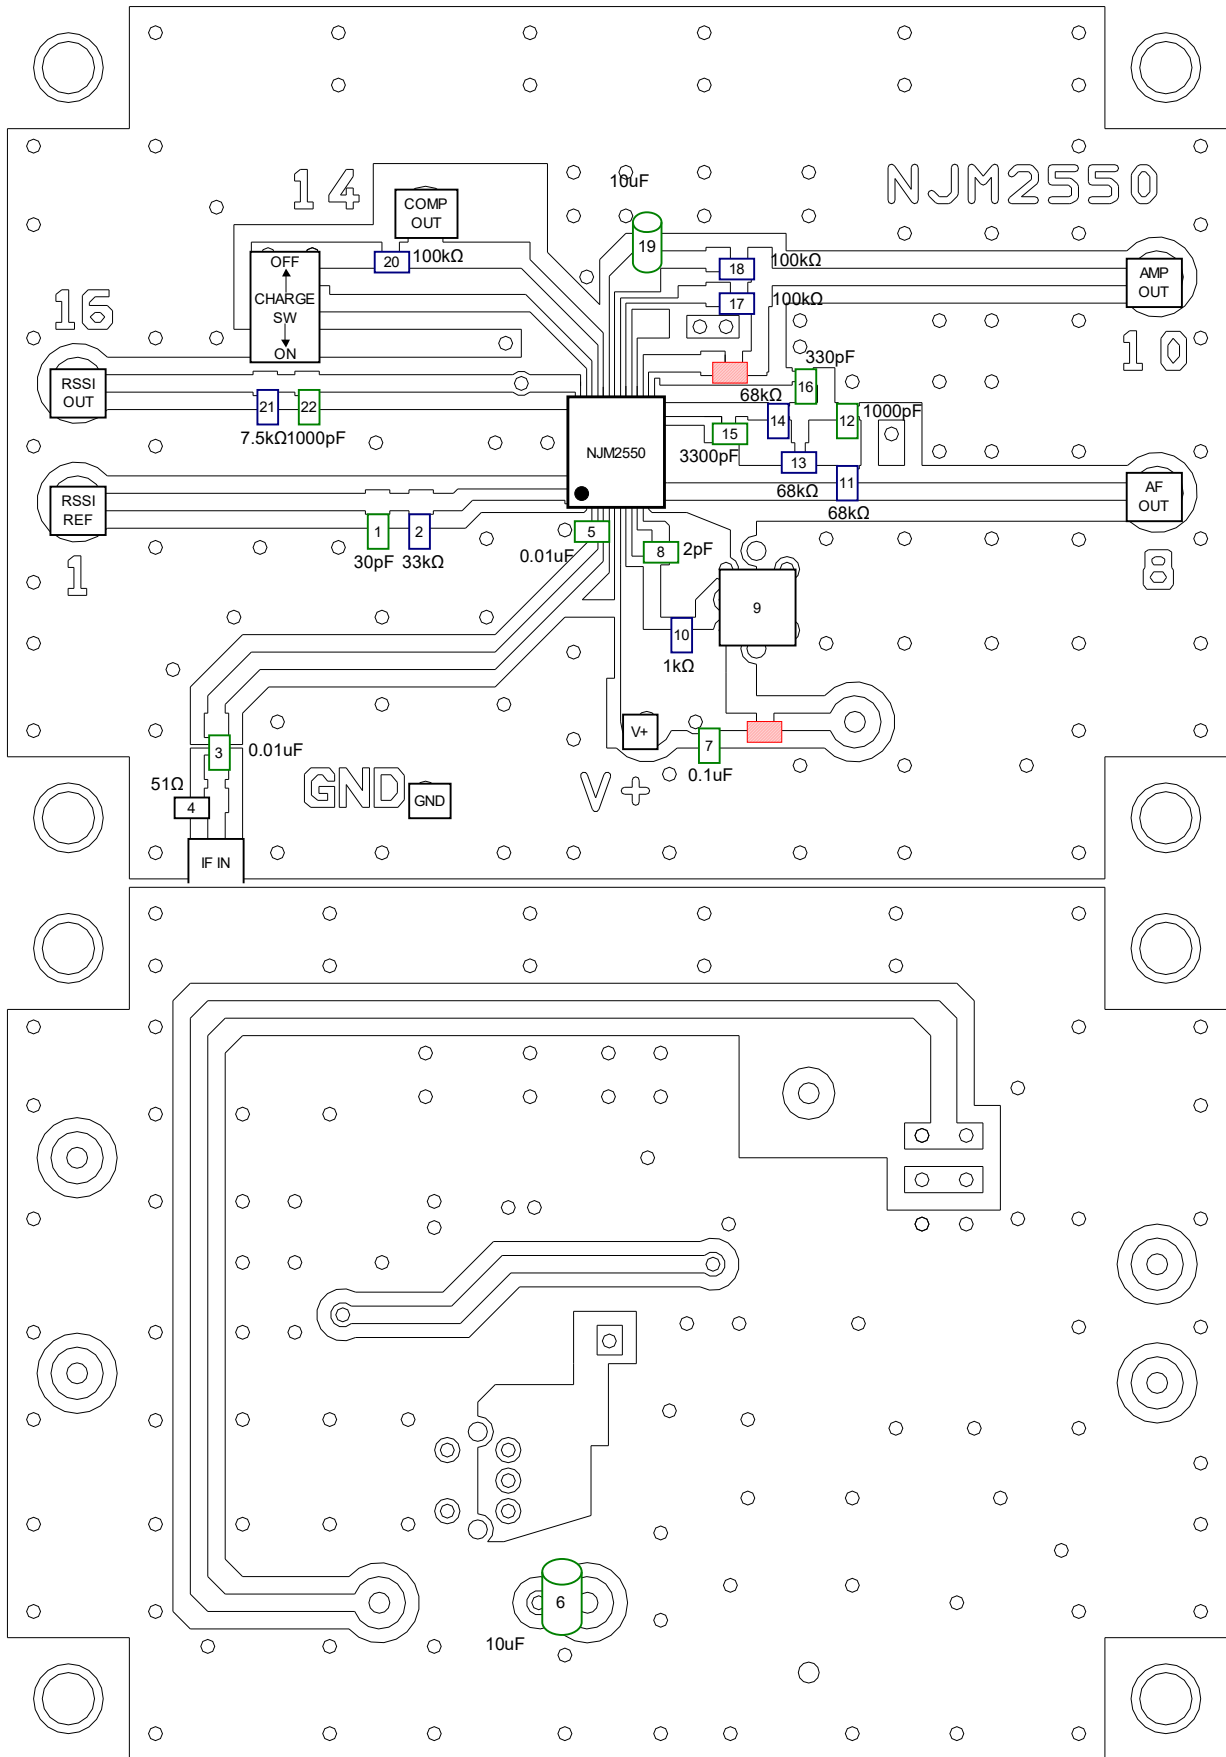 14
NJM2550
10uF
COMP
OUT
19
20
100kΩ
18
100kΩ
OFF
CHARGE
SW
ON
AMP
OUT
17
100kΩ
16
10
330pF
RSSI
OUT
16
68kΩ
21
22
14
12
1000pF
7.5kΩ
1000pF
15
3300pF
NJM2550
13
68kΩ
11
68kΩ
RSSI
REF
AF
OUT
1
2
30pF
33kΩ
5
0.01uF
8
2pF
1
8
9
10
1kΩ
V+
3
0.01uF
7
0.1uF
51Ω
4
GND
GND
V+
IF IN
6
10uF